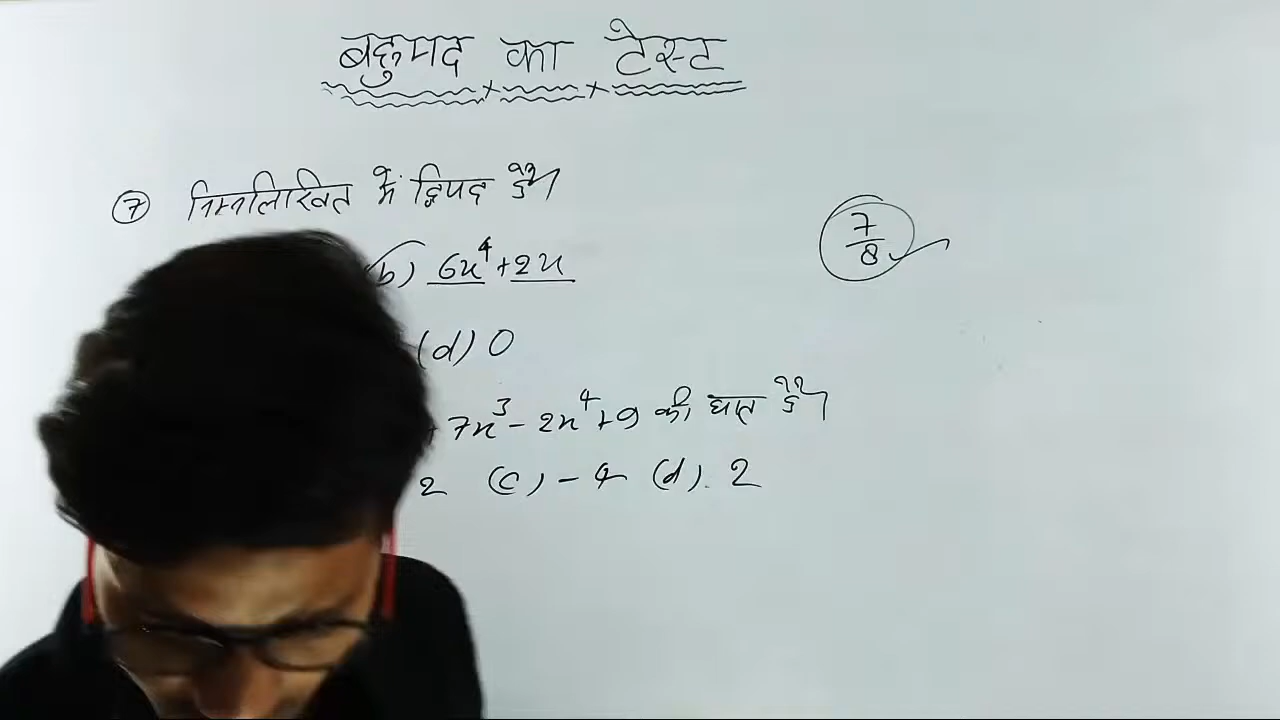 बहुपद का टेस्ट
⑦ निम्नलिखित में द्विपद है।
7/8
b) 6x⁴+2x
(d) 0
7x³-2x⁴+9 की घात है।
2 (c) -4 (d). 2